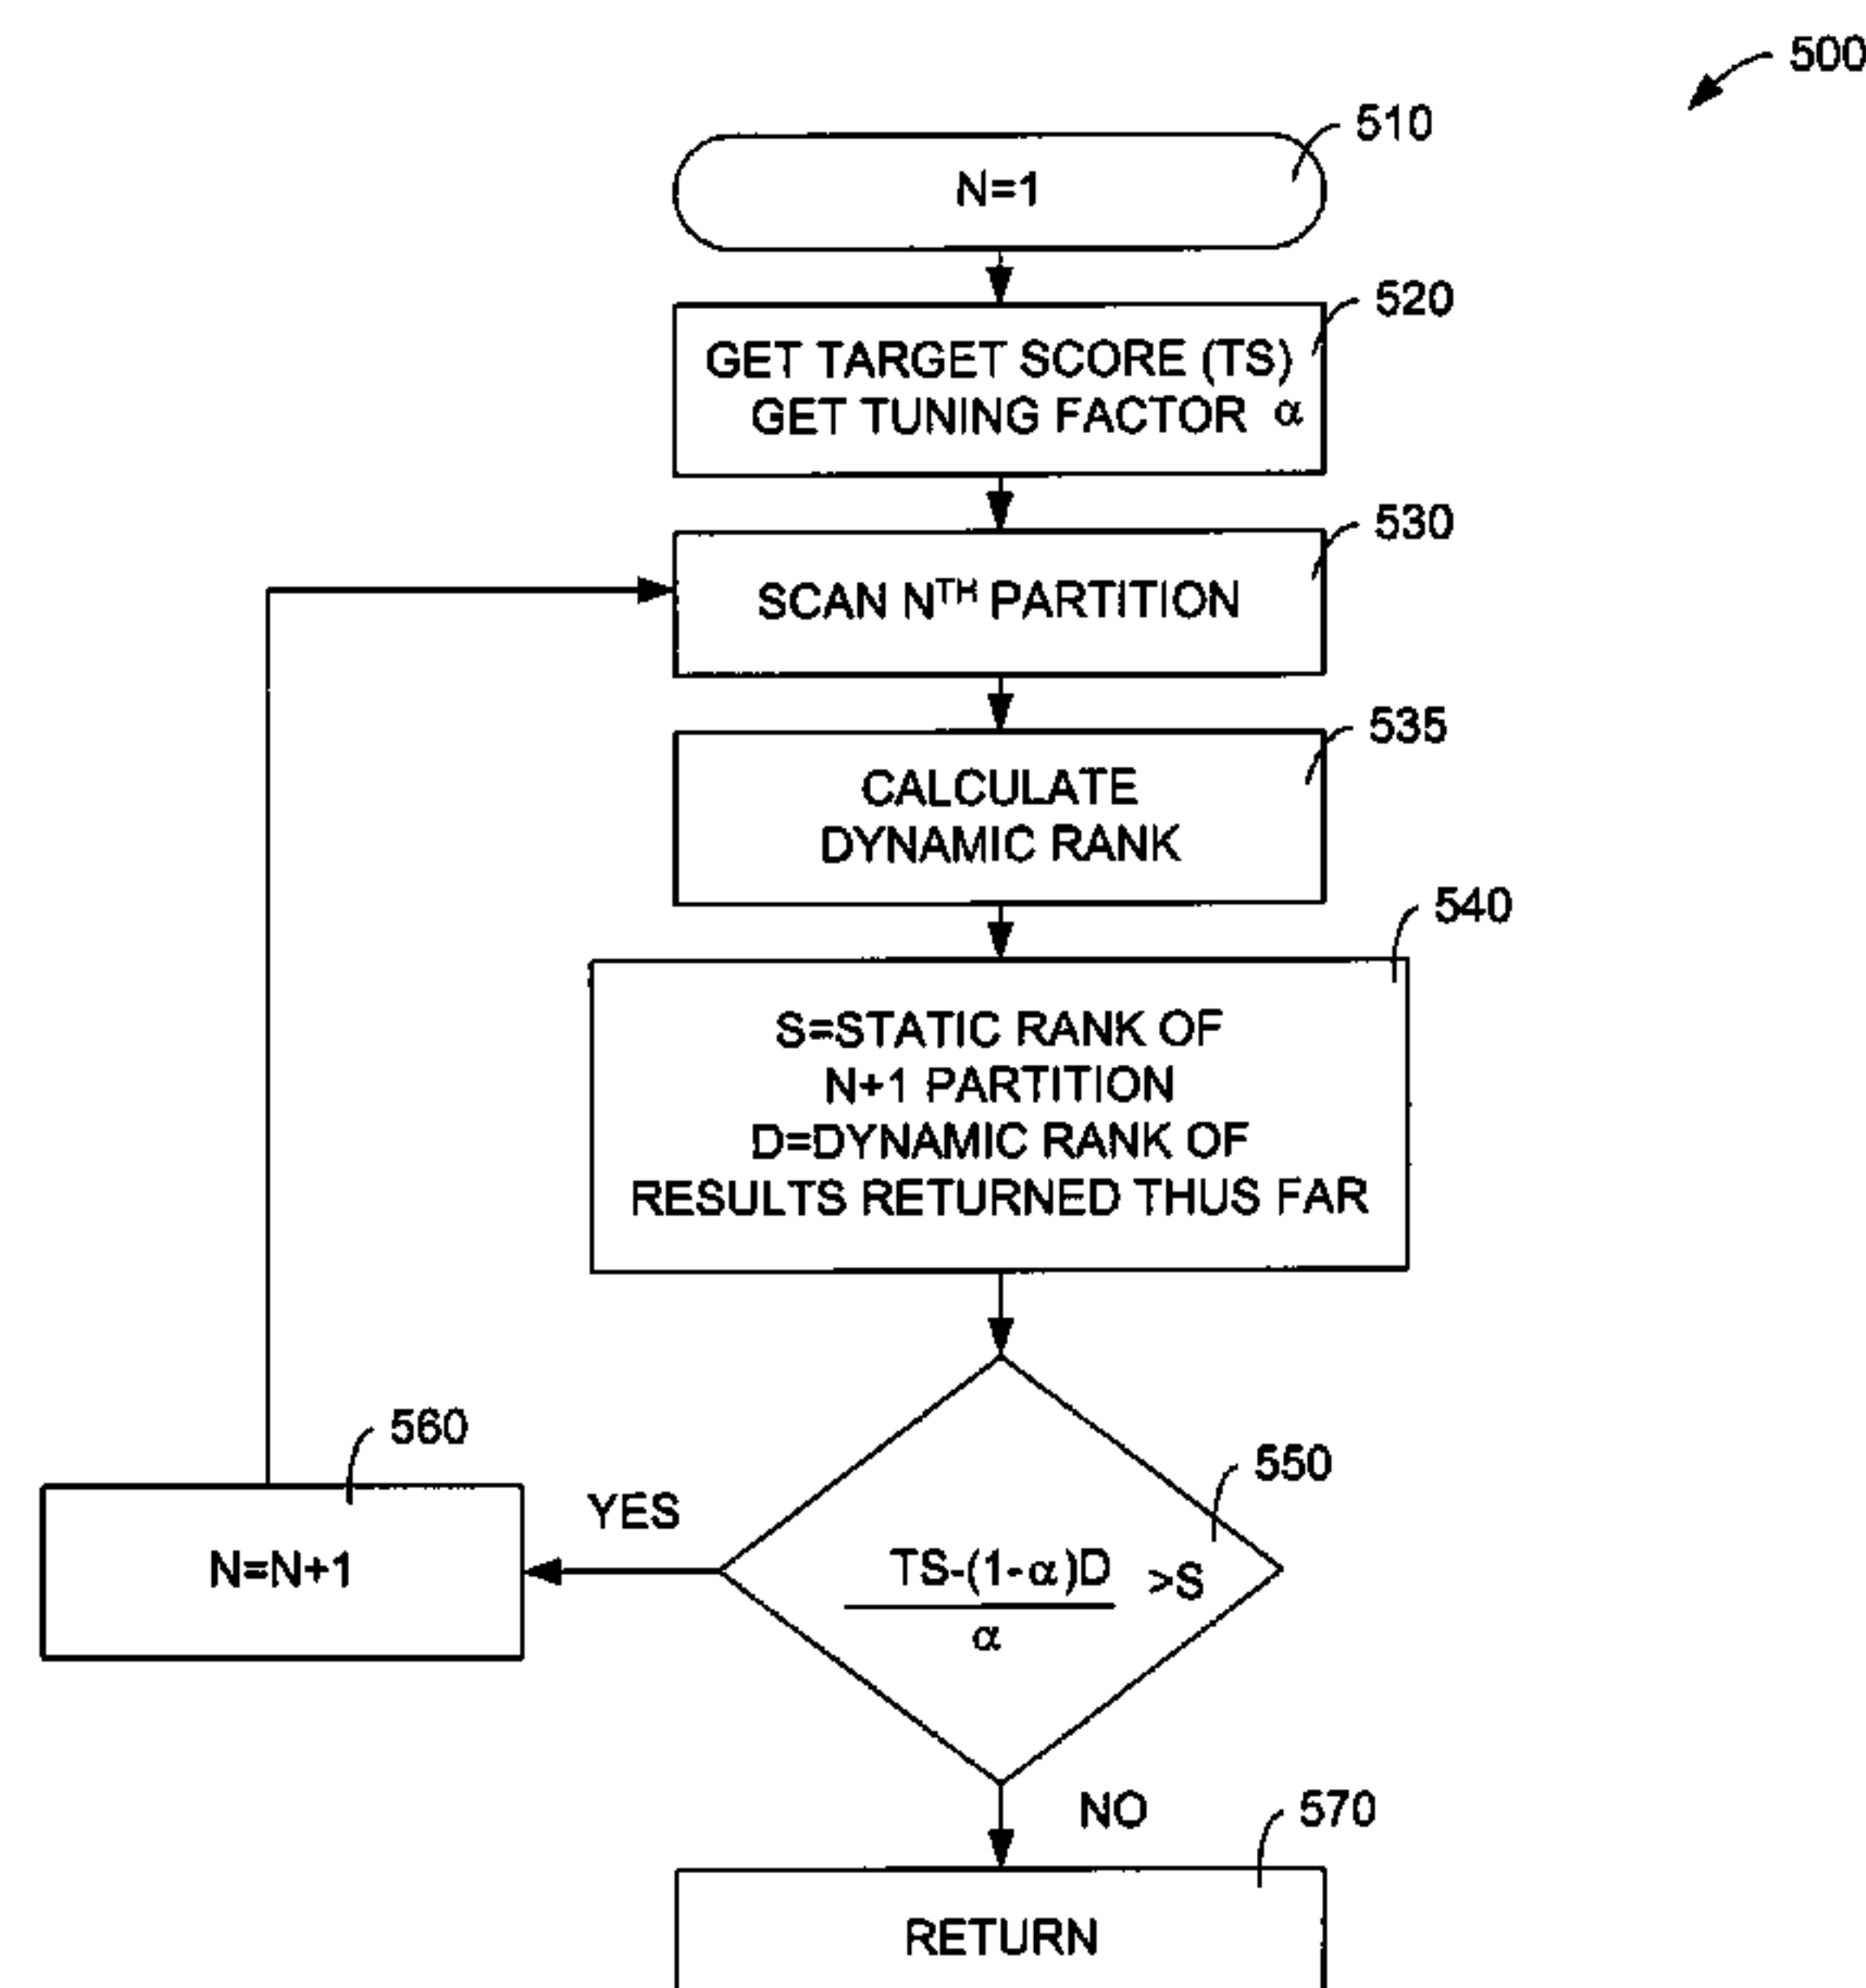 500
510
N=1
520
GET TARGET SCORE (TS)
GET TUNING FACTOR α
530
SCAN Nᵀᴴ PARTITION
535
CALCULATE
DYNAMIC RANK
540
S=STATIC RANK OF
N+1 PARTITION
D=DYNAMIC RANK OF
RESULTS RETURNED THUS FAR
560
N=N+1
YES
550
TS-(1-α)D >S
α
NO
570
RETURN